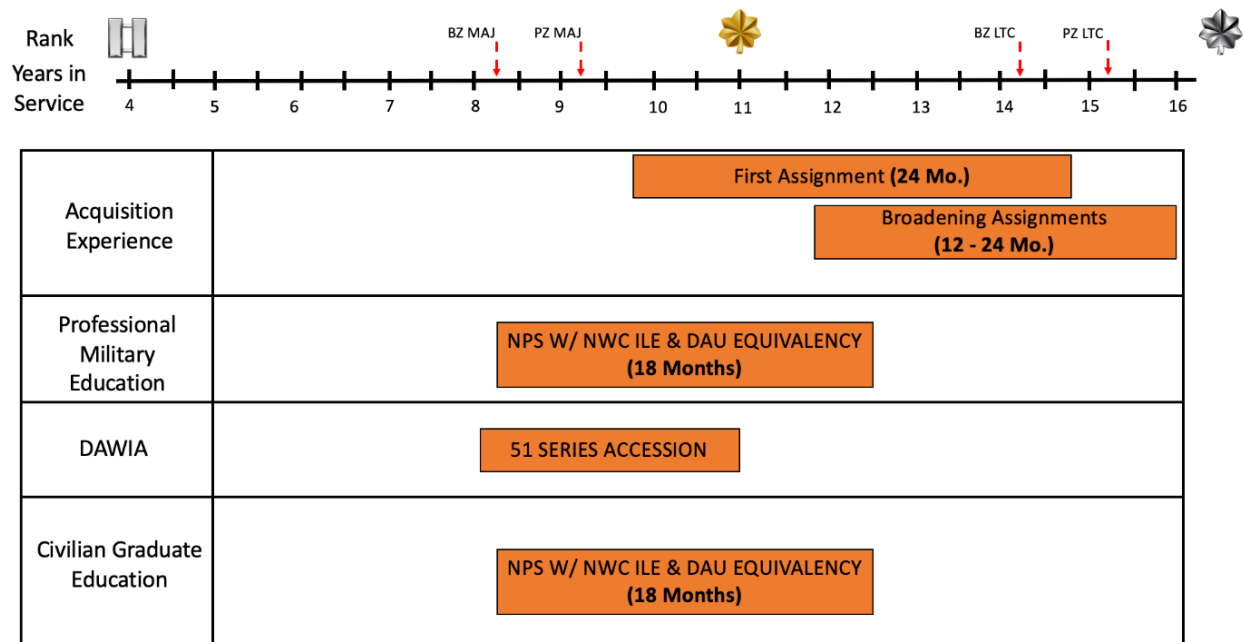 Rank
BZ MAJ
PZ MAJ
BZ LTC
PZ LTC
Years in
Service
4 5 6 7 8 9 10 11 12 13 14 15 16
Acquisition
Experience
First Assignment (24 Mo.)
Broadening Assignments
(12 - 24 Mo.)
Professional
Military
Education
NPS W/ NWC ILE & DAU EQUIVALENCY
(18 Months)
DAWIA
51 SERIES ACCESSION
Civilian Graduate
Education
NPS W/ NWC ILE & DAU EQUIVALENCY
(18 Months)